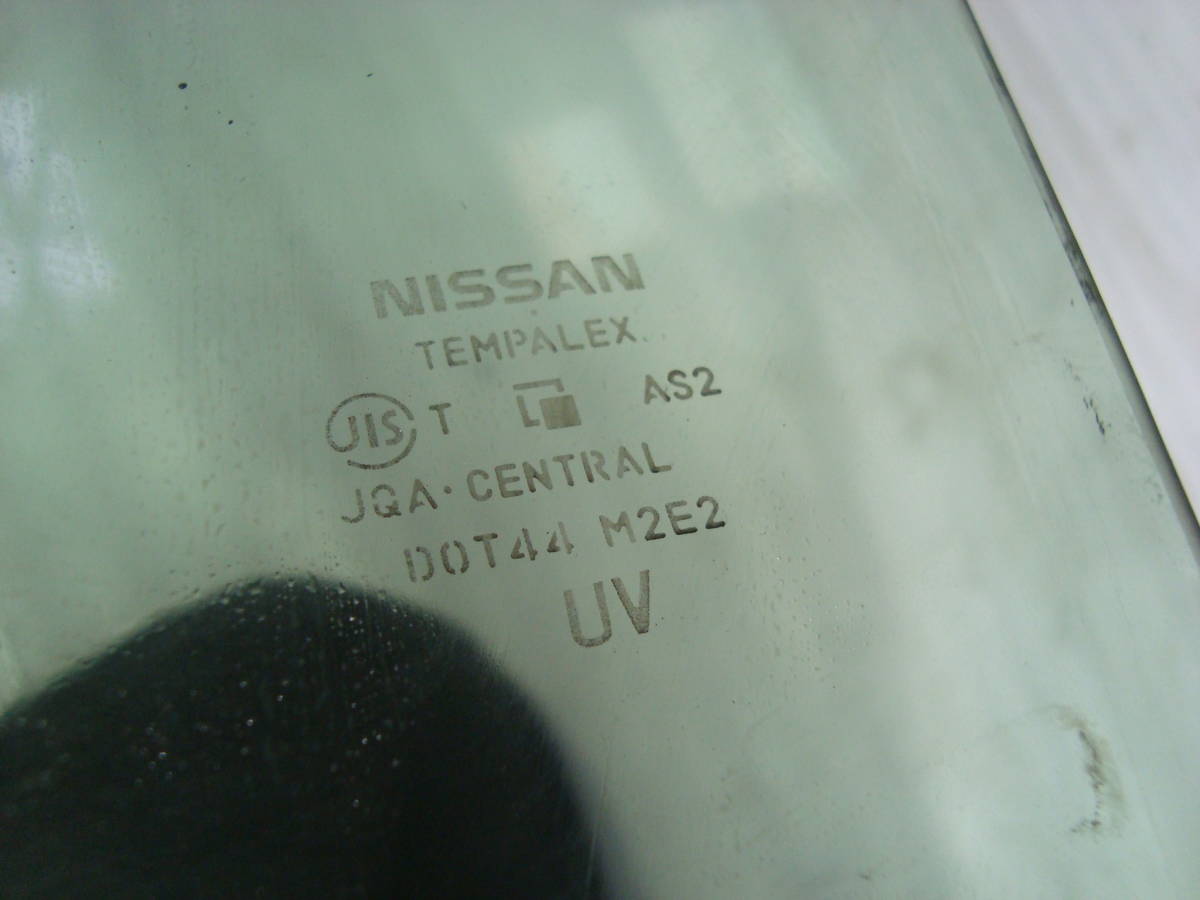 NISSAN
TEMPALEX
JIS T AS2
JQA·CENTRAL
DOT44 M2E2
UV